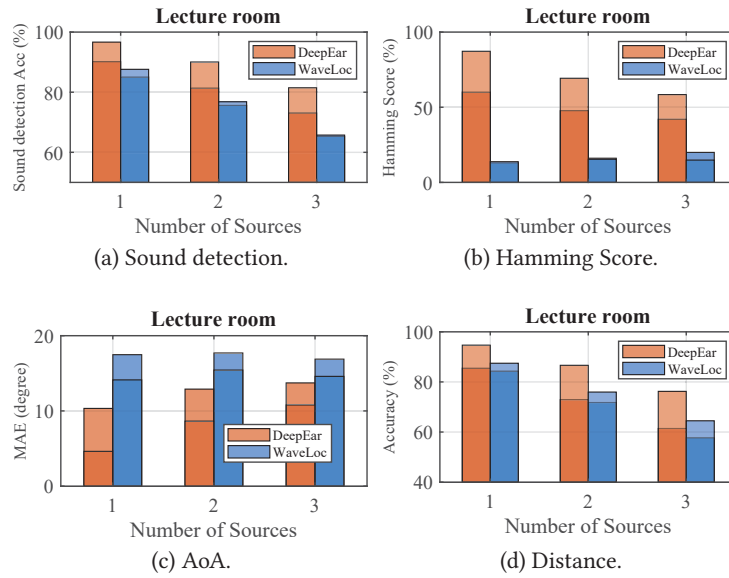 Lecture room
Sound detection Acc (%)
100
80
60
DeepEar
WaveLoc
1 2 3
Number of Sources
(a) Sound detection.
Lecture room
Hamming Score (%)
100
50
0
DeepEar
WaveLoc
1 2 3
Number of Sources
(b) Hamming Score.
Lecture room
MAE (degree)
20
10
0
DeepEar
WaveLoc
1 2 3
Number of Sources
(c) AoA.
Lecture room
Accuracy (%)
100
80
60
40
DeepEar
WaveLoc
1 2 3
Number of Sources
(d) Distance.